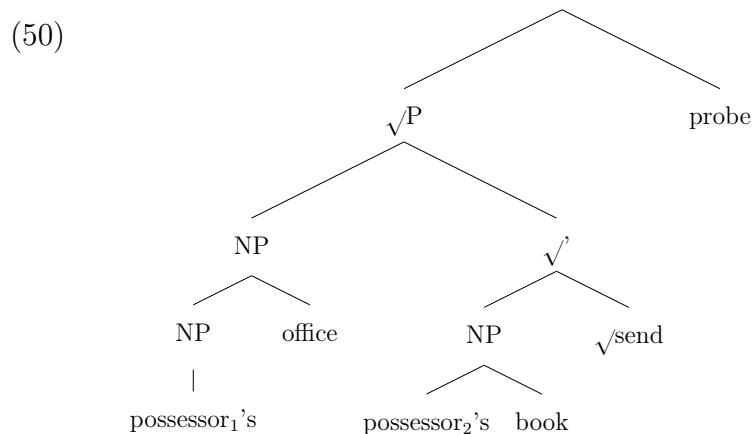 (50)
√P probe
NP √'
NP office NP √send
possessor₁'s possessor₂'s book